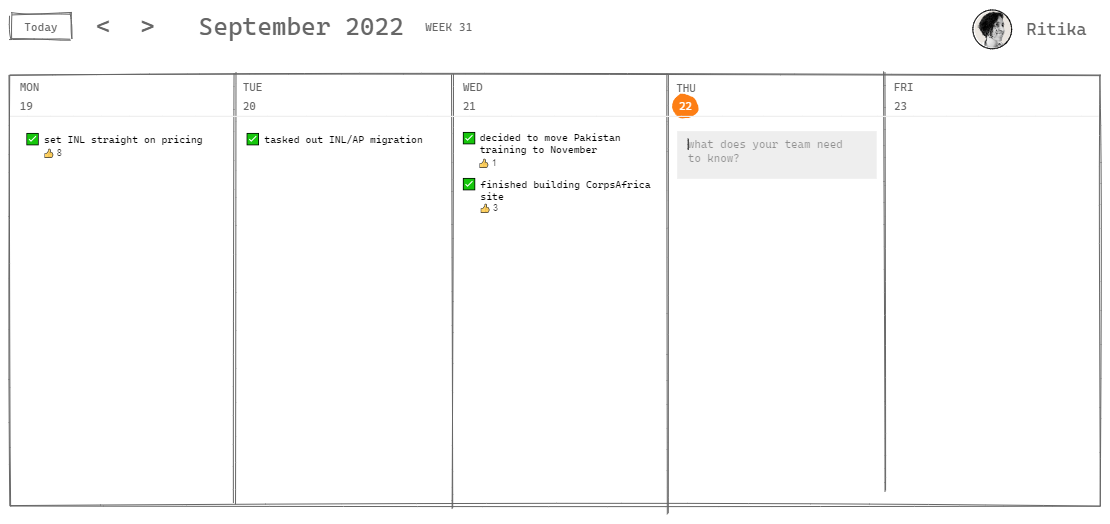 Today < > September 2022 WEEK 31 Ritika
MON
19
set INL straight on pricing
👍 8
TUE
20
tasked out INL/AP migration
WED
21
decided to move Pakistan
training to November
👍 1
finished building CorpsAfrica
site
👍 3
THU
22
what does your team need
to know?
FRI
23